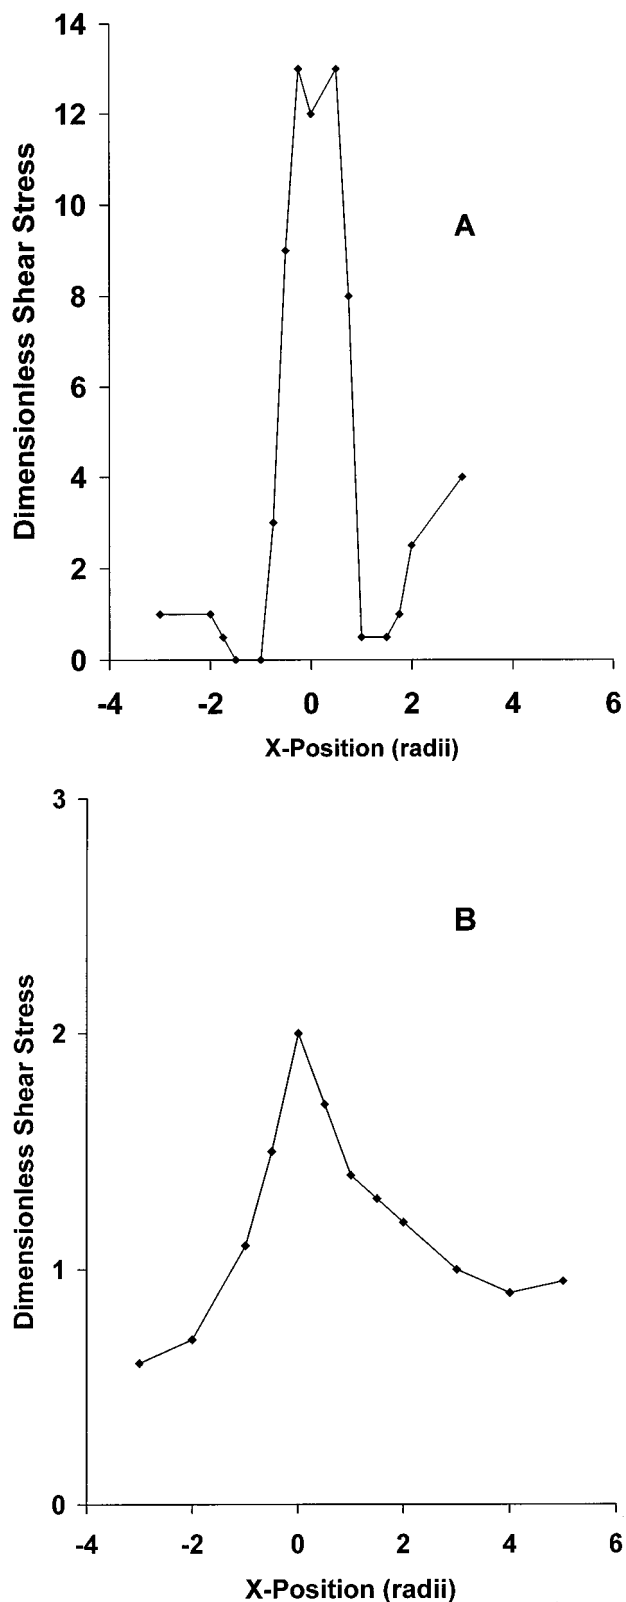 14
12
10
8
6
4
2
0
Dimensionless Shear Stress
A
-4 -2 0 2 4 6
X-Position (radii)
3
2
1
0
Dimensionless Shear Stress
B
-4 -2 0 2 4 6
X-Position (radii)